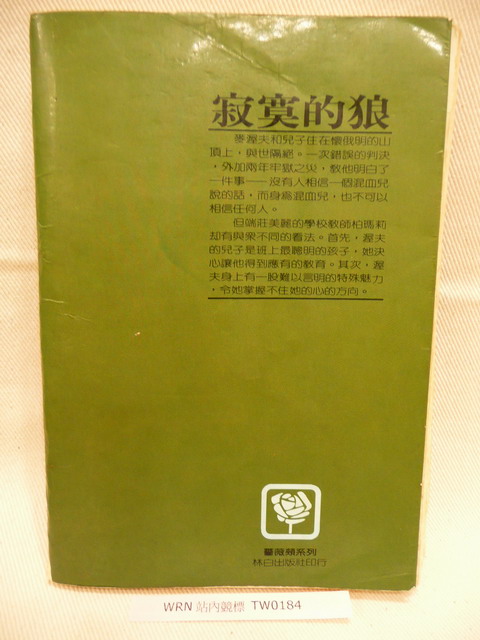 寂寞的狼
麥渥夫和兒子住在懷俄明的山
頂上，與世隔絕。一次錯誤的判決
，外加兩年牢獄之災，教他明白了
一件事——沒有人相信一個混血兒
說的話，而身為混血兒，也不可以
相信任何人。
但端莊美麗的學校教師柏瑪莉
却有與眾不同的看法。首先，渥夫
的兒子是班上最聰明的孩子，她決
心讓他得到應有的教育。其次，渥
夫身上有一股難以言明的特殊魅力
，令她掌握不住她的心的方向。
薔薇頰系列
林白出版社印行
WRN 站內競標 TW0184